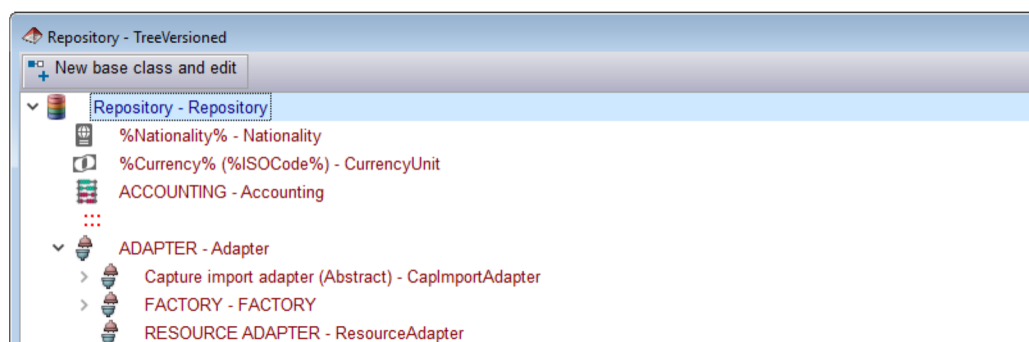 Repository - TreeVersioned
New base class and edit
Repository - Repository
%Nationality% - Nationality
%Currency% (%ISOCode%) - CurrencyUnit
ACCOUNTING - Accounting
ADAPTER - Adapter
Capture import adapter (Abstract) - CapImportAdapter
FACTORY - FACTORY
RESOURCE ADAPTER - ResourceAdapter